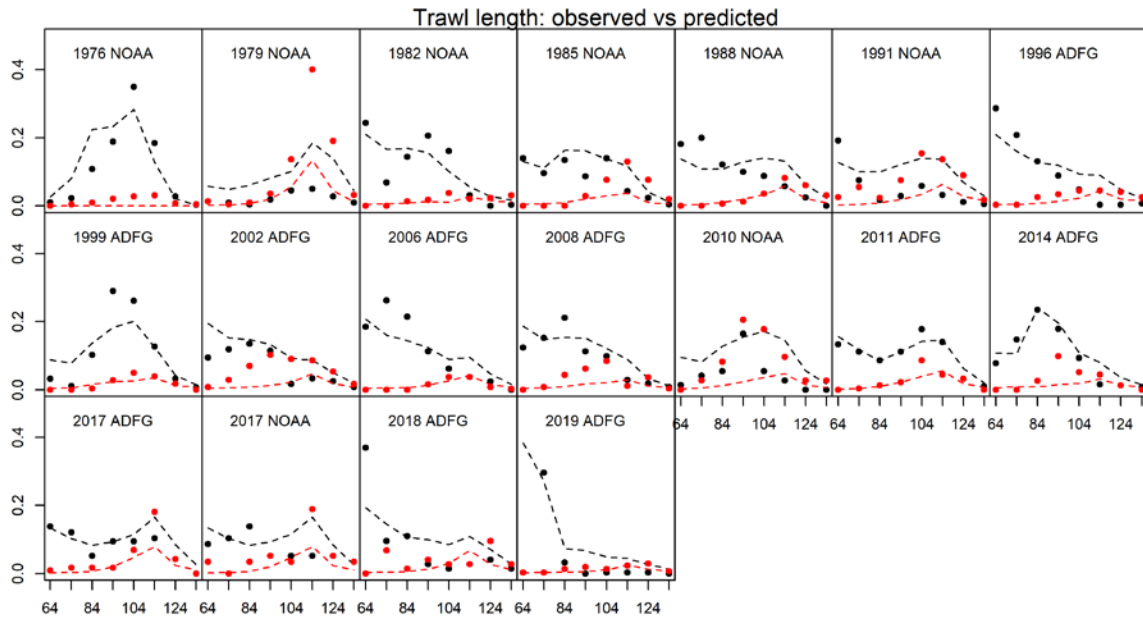 Trawl length: observed vs predicted
1976 NOAA 1979 NOAA 1982 NOAA 1985 NOAA 1988 NOAA 1991 NOAA 1996 ADFG
0.4
0.2
0.0
1999 ADFG 2002 ADFG 2006 ADFG 2008 ADFG 2010 NOAA 2011 ADFG 2014 ADFG
0.4
0.2
0.0
64 84 104 124 64 84 104 124 64 84 104 124
2017 ADFG 2017 NOAA 2018 ADFG 2019 ADFG
0.4
0.2
0.0
64 84 104 124 64 84 104 124 64 84 104 124 64 84 104 124